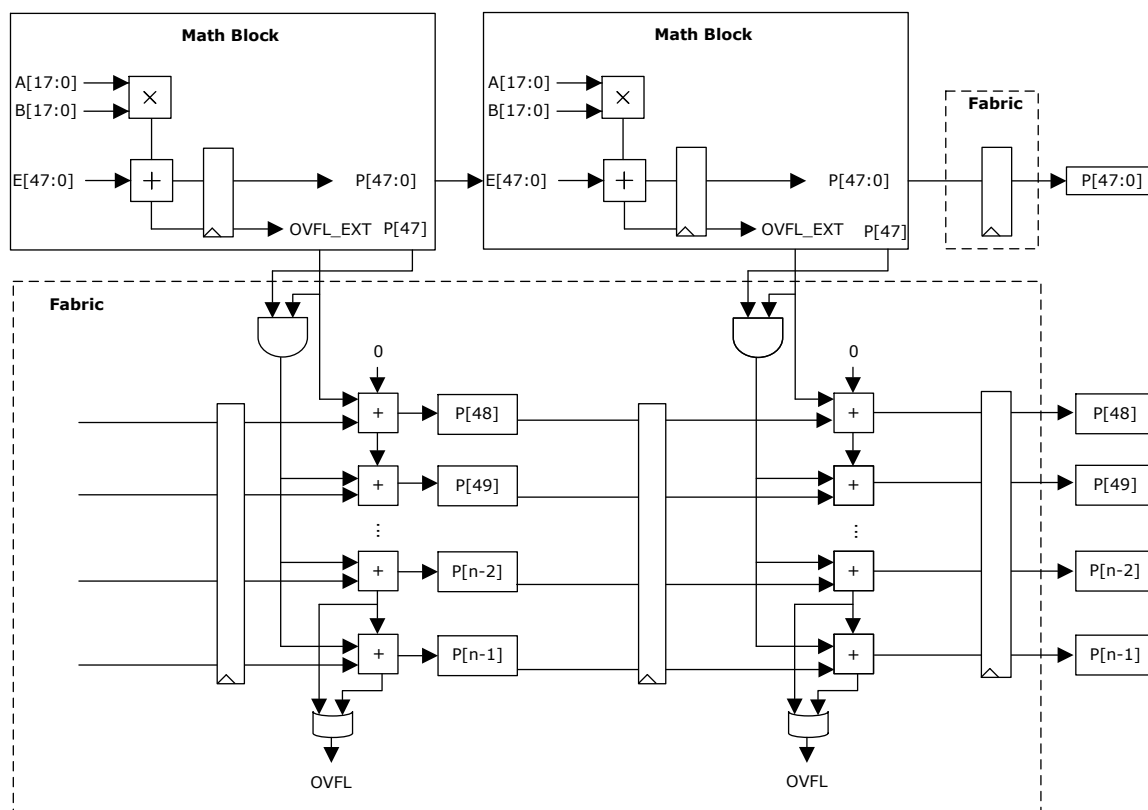 Math Block
Math Block
A[17:0]
B[17:0]
×
E[47:0]
+
P[47:0]
OVFL_EXT
P[47]
A[17:0]
B[17:0]
×
E[47:0]
+
P[47:0]
OVFL_EXT
P[47]
Fabric
P[47:0]
Fabric
0
0
+
P[48]
+
P[48]
+
P[49]
+
P[49]
...
...
+
P[n-2]
+
P[n-2]
+
P[n-1]
+
P[n-1]
OVFL
OVFL